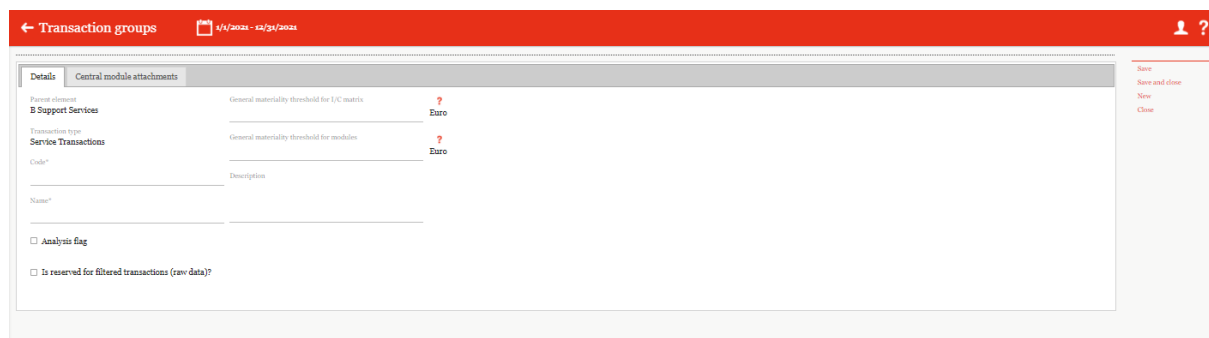 ← Transaction groups 1/1/2021 - 12/31/2021 ?
Details Central module attachments
Parent element
B Support Services
Transaction type
Service Transactions
Code*
Name*
General materiality threshold for I/C matrix
?
Euro
General materiality threshold for modules
?
Euro
Description
Analysis flag
Is reserved for filtered transactions (raw data)?
Save
Save and close
New
Close